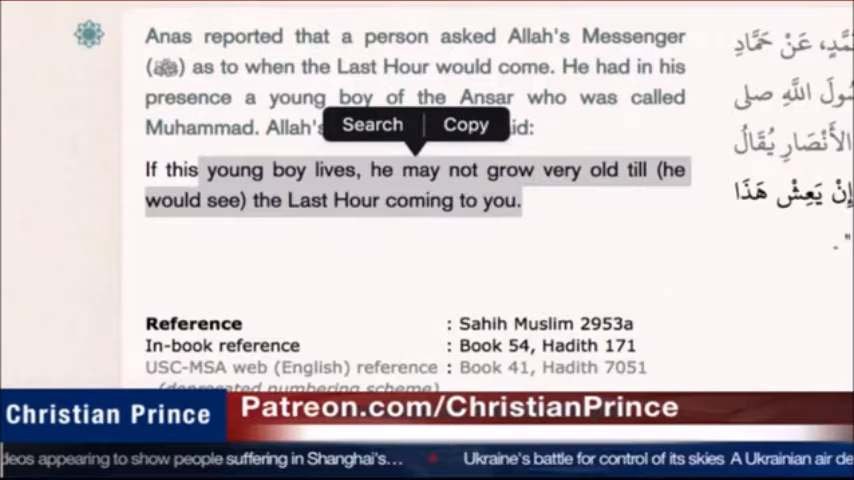 Anas reported that a person asked Allah's Messenger
(ﷺ) as to when the Last Hour would come. He had in his
presence a young boy of the Ansar who was called
Muhammad. Allah's
id:
Search Copy
If this young boy lives, he may not grow very old till (he
would see) the Last Hour coming to you.
مَّدٍ، عَنْ حَمَّادِ
سُولَ اللَّهِ صلى
الأَنْصَارِ يُقَالُ
إِنْ يَعِشْ هَذَا
. "
Reference : Sahih Muslim 2953a
In-book reference : Book 54, Hadith 171
USC-MSA web (English) reference : Book 41, Hadith 7051
(deprecated numbering scheme)
Christian Prince
Patreon.com/ChristianPrince
deos appearing to show people suffering in Shanghai's... Ukraine's battle for control of its skies A Ukrainian air de